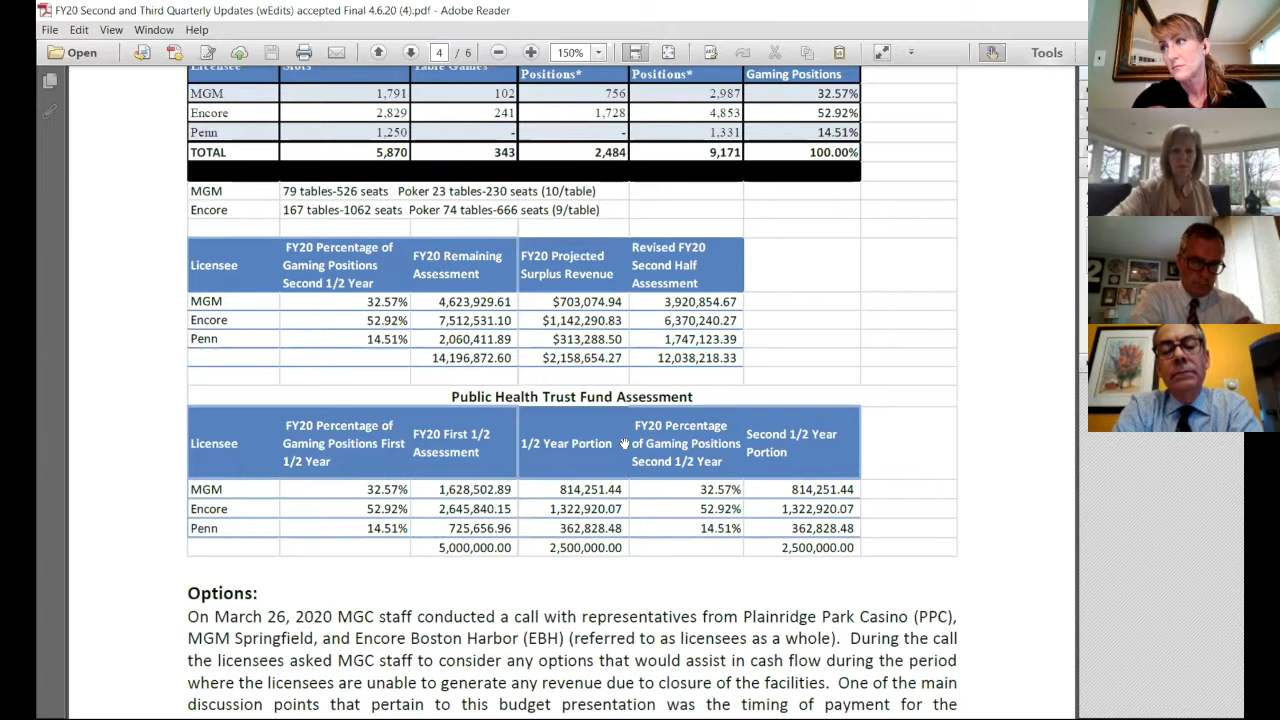 FY20 Second and Third Quarterly Updates (wEdits) accepted Final 4.6.20 (4).pdf - Adobe Reader
File Edit View Window Help
Open 4 / 6 150% Tools
Licensee Slots Table Games Positions* Positions* Gaming Positions
MGM 1,791 102 756 2,987 32.57%
Encore 2,829 241 1,728 4,853 52.92%
Penn 1,250 - - 1,331 14.51%
TOTAL 5,870 343 2,484 9,171 100.00%
MGM 79 tables-526 seats Poker 23 tables-230 seats (10/table)
Encore 167 tables-1062 seats Poker 74 tables-666 seats (9/table)
Licensee FY20 Percentage of Gaming Positions Second 1/2 Year FY20 Remaining Assessment FY20 Projected Surplus Revenue Revised FY20 Second Half Assessment
MGM 32.57% 4,623,929.61 $703,074.94 3,920,854.67
Encore 52.92% 7,512,531.10 $1,142,290.83 6,370,240.27
Penn 14.51% 2,060,411.89 $313,288.50 1,747,123.39
14,196,872.60 $2,158,654.27 12,038,218.33
Public Health Trust Fund Assessment
Licensee FY20 Percentage of Gaming Positions First 1/2 Year FY20 First 1/2 Assessment 1/2 Year Portion FY20 Percentage of Gaming Positions Second 1/2 Year Second 1/2 Year Portion
MGM 32.57% 1,628,502.89 814,251.44 32.57% 814,251.44
Encore 52.92% 2,645,840.15 1,322,920.07 52.92% 1,322,920.07
Penn 14.51% 725,656.96 362,828.48 14.51% 362,828.48
5,000,000.00 2,500,000.00 2,500,000.00
Options:
On March 26, 2020 MGC staff conducted a call with representatives from Plainridge Park Casino (PPC),
MGM Springfield, and Encore Boston Harbor (EBH) (referred to as licensees as a whole). During the call
the licensees asked MGC staff to consider any options that would assist in cash flow during the period
where the licensees are unable to generate any revenue due to closure of the facilities. One of the main
discussion points that pertain to this budget presentation was the timing of payment for the